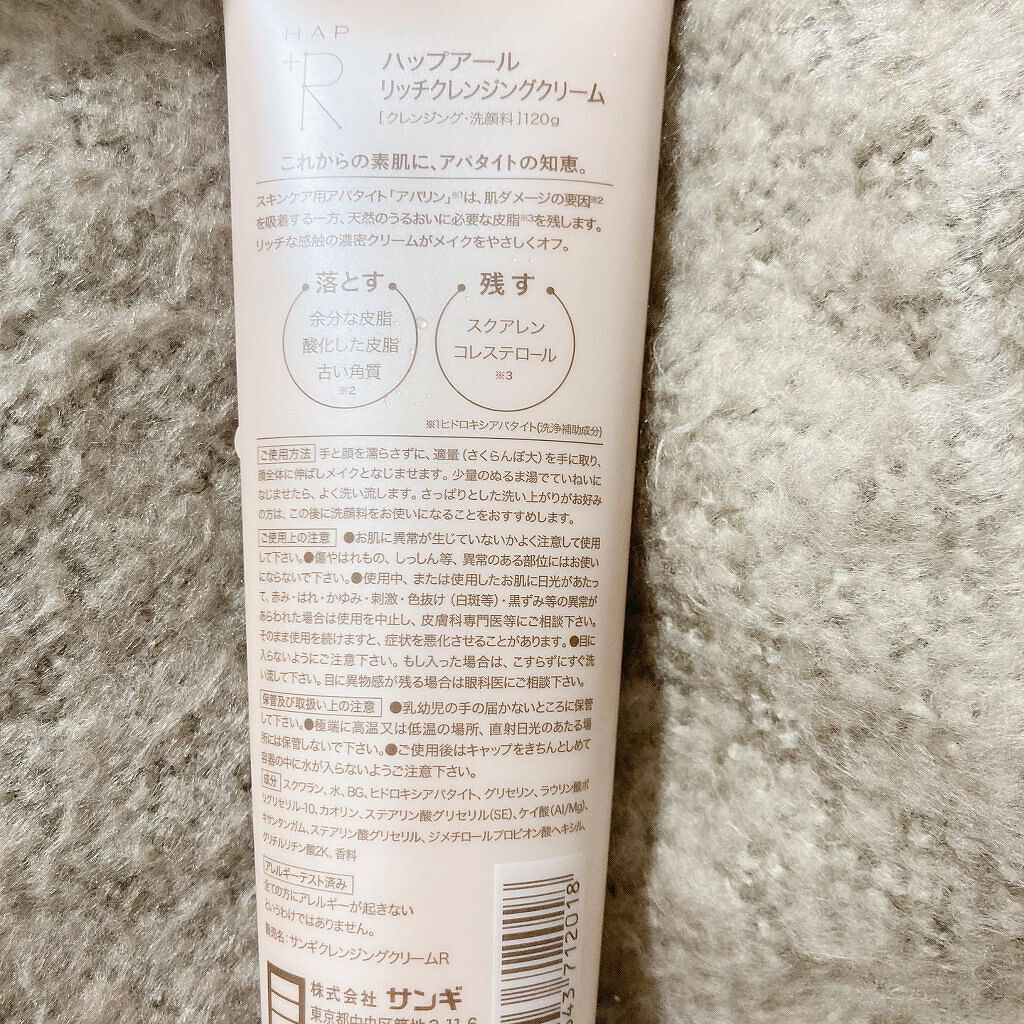 HAP
+R
ハップアール
リッチクレンジングクリーム
[クレンジング・洗顔料]120g
これからの素肌に、アパタイトの知恵。
スキンケア用アパタイト「アパリン」※1は、肌ダメージの要因※2
を吸着する一方、天然のうるおいに必要な皮脂※3を残します。
リッチな感触の濃密クリームがメイクをやさしくオフ。
落とす
余分な皮脂
酸化した皮脂
古い角質
※2
残す
スクアレン
コレステロール
※3
※1ヒドロキシアパタイト(洗浄補助成分)
ご使用方法 手と顔を濡らさずに、適量(さくらんぼ大)を手に取り、
顔全体に伸ばしメイクとなじませます。少量のぬるま湯でていねいに
なじませたら、よく洗い流します。さっぱりとした洗い上がりがお好み
の方は、この後に洗顔料をお使いになることをおすすめします。
ご使用上の注意 ●お肌に異常が生じていないかよく注意して使用
して下さい。●傷やはれもの、しっしん等、異常のある部位にはお使い
にならないで下さい。●使用中、または使用したお肌に日光があたっ
て、赤み・はれ・かゆみ・刺激・色抜け(白斑等)・黒ずみ等の異常が
あらわれた場合は使用を中止し、皮膚科専門医等にご相談下さい。
そのまま使用を続けますと、症状を悪化させることがあります。●目に
入らないようにご注意下さい。もし入った場合は、こすらずにすぐ洗
い流して下さい。目に異物感が残る場合は眼科医にご相談下さい。
保管及び取扱い上の注意 ●乳幼児の手の届かないところに保管
して下さい。●極端に高温又は低温の場所、直射日光のあたる場
所には保管しないで下さい。●ご使用後はキャップをきちんとしめて
容器の中に水が入らないようご注意下さい。
成分 スクワラン、水、BG、ヒドロキシアパタイト、グリセリン、ラウリン酸ポ
リグリセリル-10、カオリン、ステアリン酸グリセリル(SE)、ケイ酸(Al/Mg)、
キサンタンガム、ステアリン酸グリセリル、ジメチロールプロピオン酸ヘキシル、
グリチルリチン酸2K、香料
アレルギーテスト済み
全ての方にアレルギーが起きない
というわけではありません。
販売名:サンギクレンジングクリームR
株式会社 サンギ
東京都中央区築地3-11-6
543712018